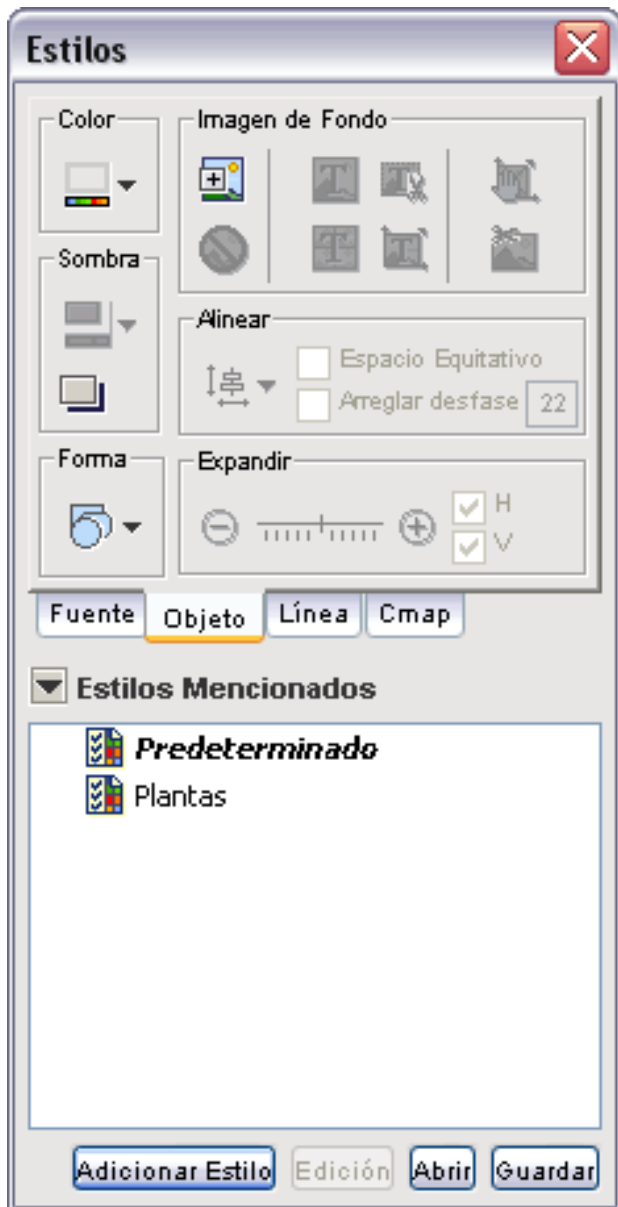 Estilos
Color
Imagen de Fondo
Sombra
Alinear
Espacio Equitativo
Arreglar desfase 22
Forma
Expandir
H
V
Fuente Objeto Línea Cmap
Estilos Mencionados
Predeterminado
Plantas
Adicionar Estilo Edición Abrir Guardar